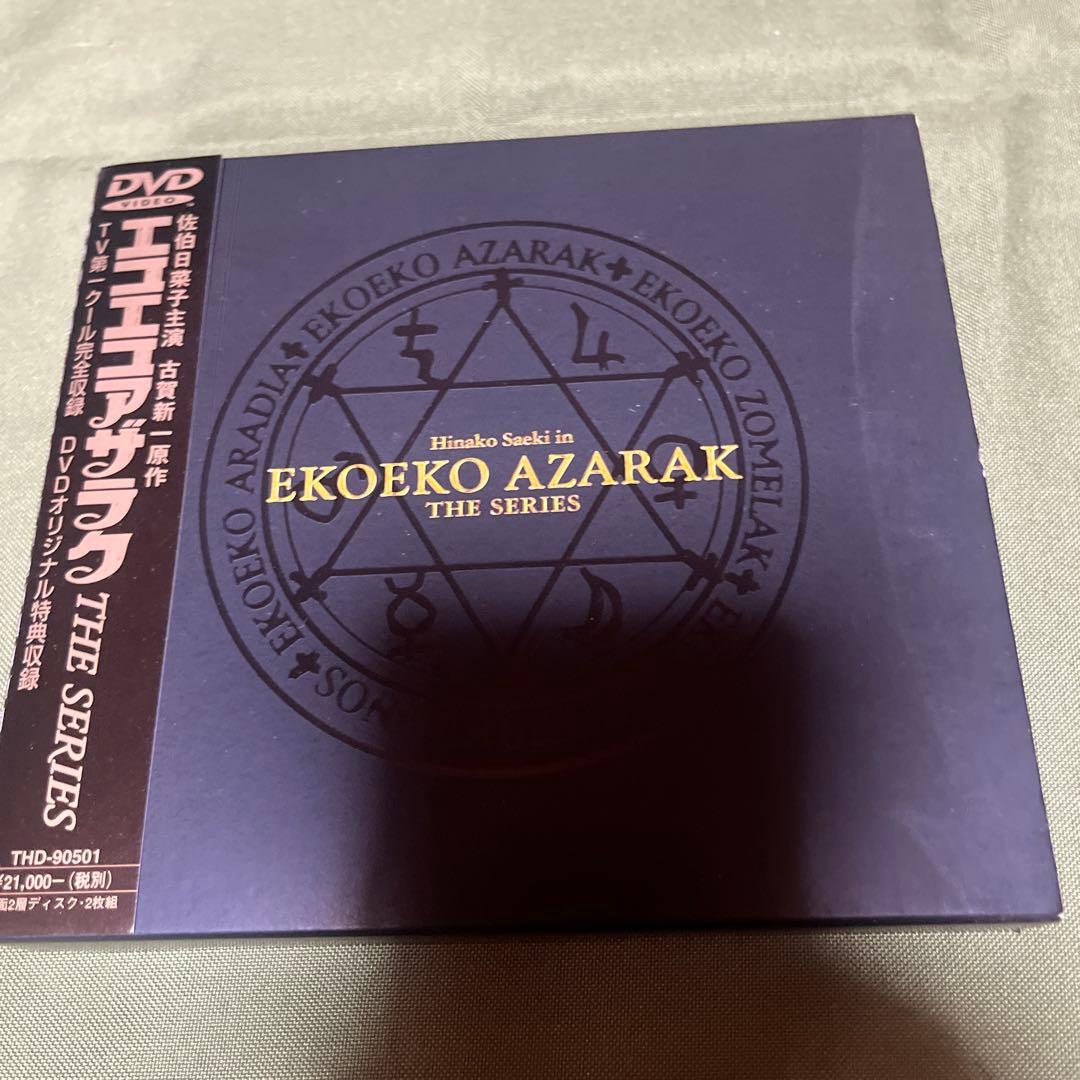 DVD
VIDEO
佐伯日菜子主演 古賀新一原作
エコエコアザラク THE SERIES
TV第一クール完全収録 DVDオリジナル特典収録
THD-90501
¥21,000-(税別)
面2層ディスク・2枚組
EKOEKO AZARAK
EKOEKO ZOMELAK
EKOEKO ARADIA
Hinako Saeki in
EKOEKO AZARAK
THE SERIES